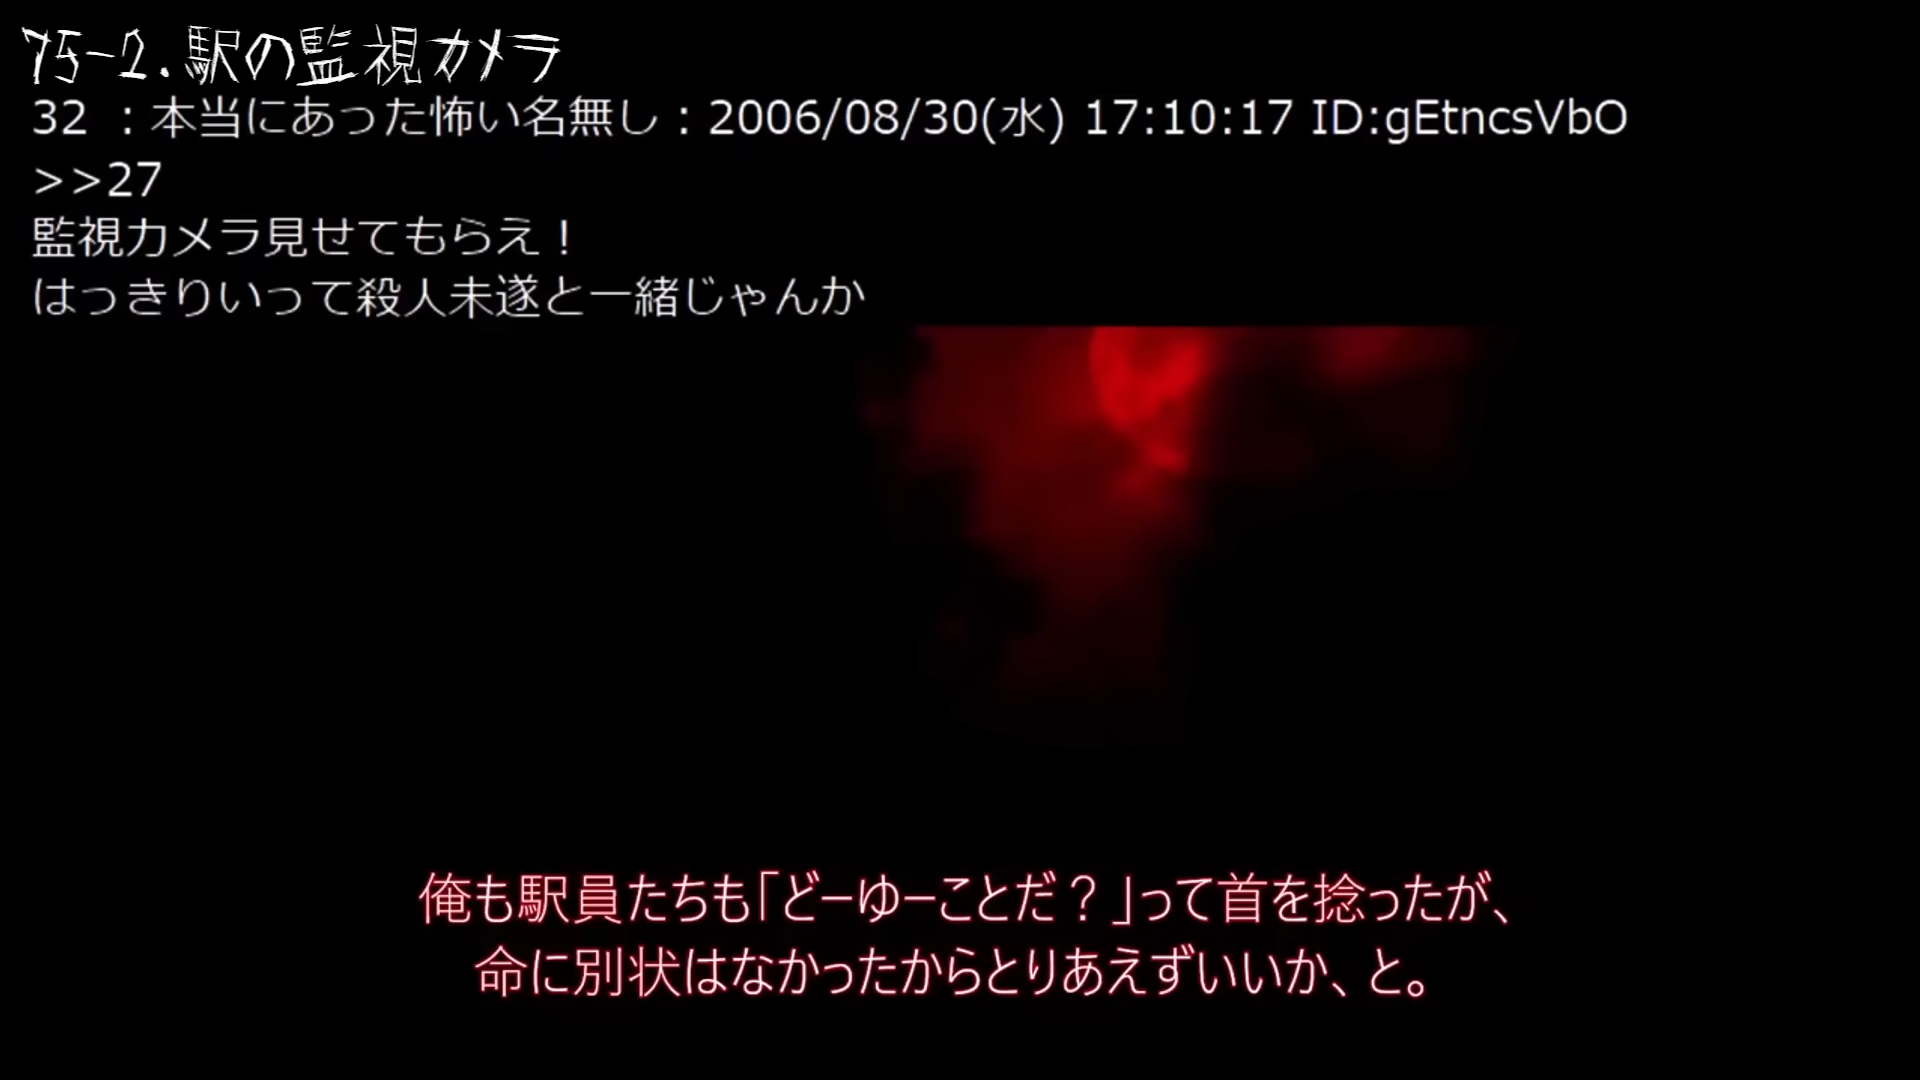 75-2.駅の監視カメラ
32 ：本当にあった怖い名無し：2006/08/30(水) 17:10:17 ID:gEtncsVbO
>>27
監視カメラ見せてもらえ！
はっきりいって殺人未遂と一緒じゃんか
俺も駅員たちも「どーゆーことだ？」って首を捻ったが、
命に別状はなかったからとりあえずいいか、と。